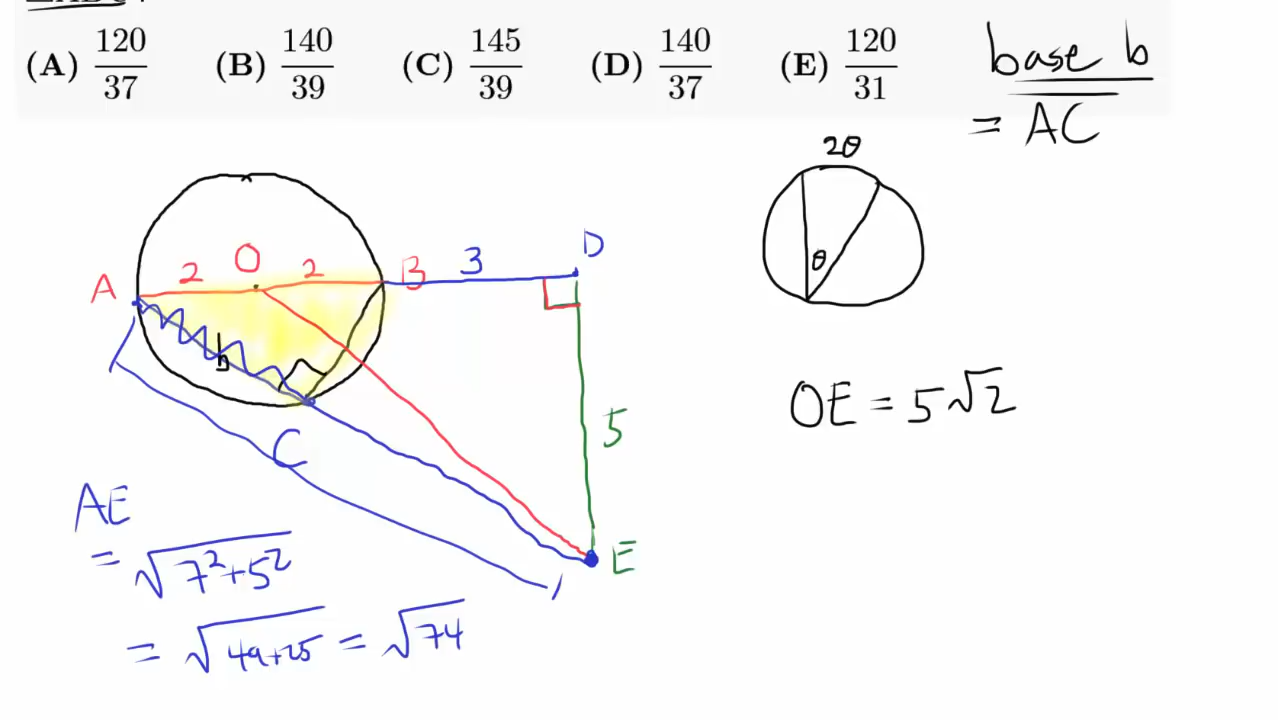 (A) 120/37 (B) 140/39 (C) 145/39 (D) 140/37 (E) 120/31
base b
= AC
2θ
θ
A 2 O 2 B 3 D
b
C
5
E
OE = 5√2
AE
= √7²+5²
= √49+25 = √74